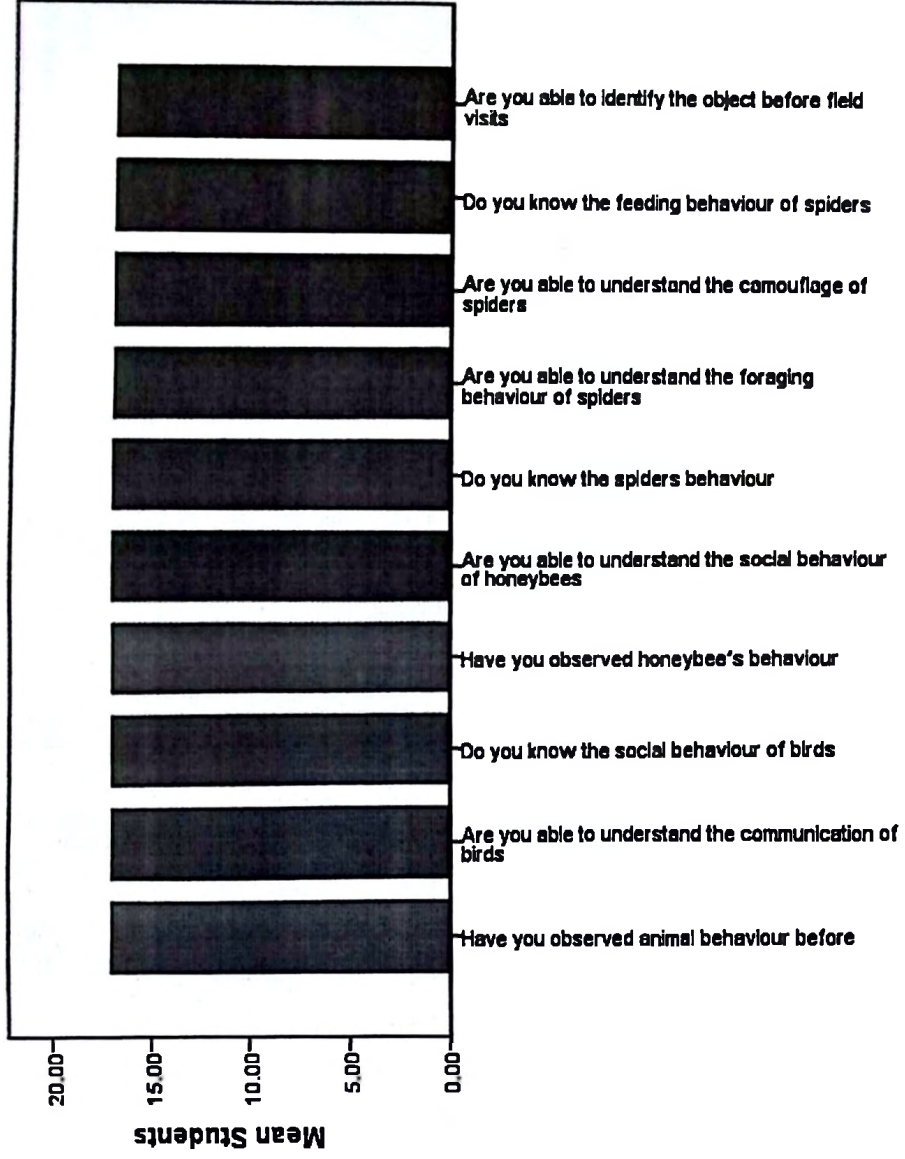 Are you able to identify the object before field
visits
Do you know the feeding behaviour of spiders
Are you able to understand the camouflage of
spiders
Are you able to understand the foraging
behaviour of spiders
Do you know the spiders behaviour
Are you able to understand the social behaviour
of honeybees
Have you observed honeybee's behaviour
Do you know the social behaviour of birds
Are you able to understand the communication of
birds
Have you observed animal behaviour before
20.00
15.00
10.00
5.00
0.00
Mean Students